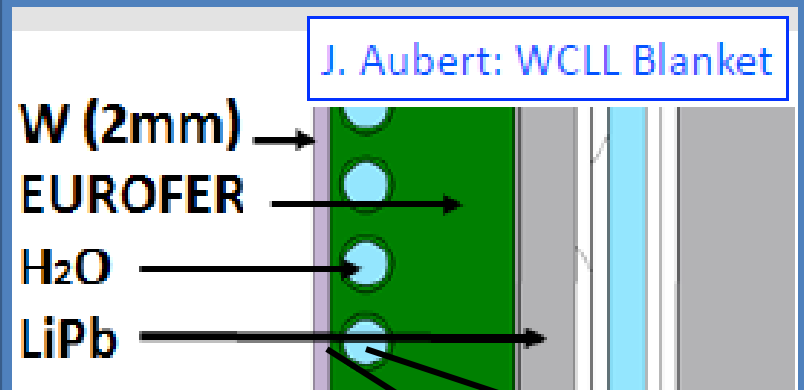 J. Aubert: WCLL Blanket
W (2mm)
EUROFER
H₂O
LiPb